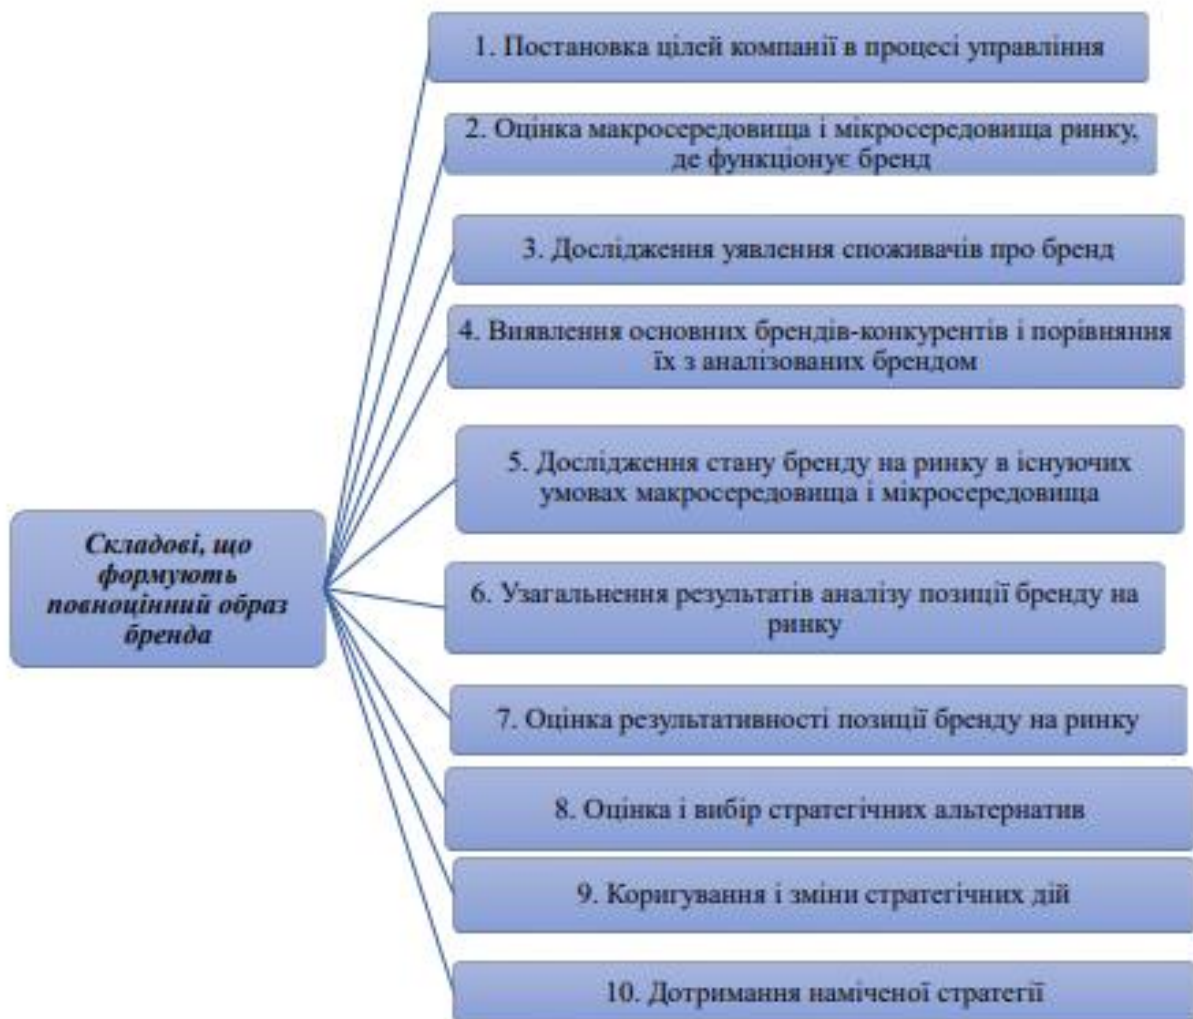 1. Постановка цілей компанії в процесі управління
2. Оцінка макросередовища і мікросередовища ринку,
де функціонує бренд
3. Дослідження уявлення споживачів про бренд
4. Виявлення основних брендів-конкурентів і порівняння
їх з аналізованих брендом
5. Дослідження стану бренду на ринку в існуючих
умовах макросередовища і мікросередовища
Складові, що
формують
повноцінний образ
бренда
6. Узагальнення результатів аналізу позиції бренду на
ринку
7. Оцінка результативності позиції бренду на ринку
8. Оцінка і вибір стратегічних альтернатив
9. Коригування і зміни стратегічних дій
10. Дотримання наміченої стратегії